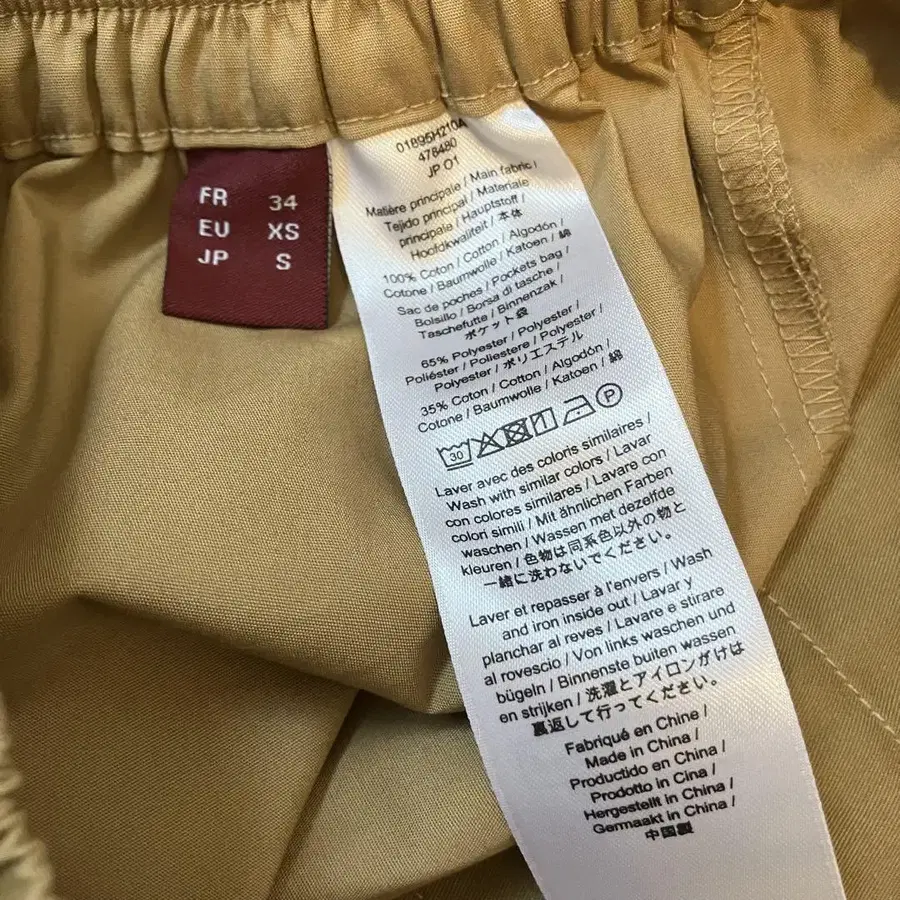 FR 34
EU XS
JP S
01895H210A
478480
JP O1
Matière principale / Main fabric /
Tejido principal / Materiale
principale / Hauptstoff /
Hoofdkwaliteit / 本体
100% Coton / Cotton / Algodón /
Cotone / Baumwolle / Katoen / 綿
Sac de poches / Pockets bag /
Bolsillo / Borsa di tasche /
Taschefutte / Binnenzak /
ポケット袋
65% Polyester / Polyester /
Poliéster / Poliestere / Polyester /
Polyester / ポリエステル
35% Coton / Cotton / Algodón /
Cotone / Baumwolle / Katoen / 綿
30 P
Laver avec des coloris similaires /
Wash with similar colors / Lavar
con colores similares / Lavare con
colori simili / Mit ähnlichen Farben
waschen / Wassen met dezelfde
kleuren / 色物は同系色以外の物と
一緒に洗わないでください。
Laver et repasser à l'envers / Wash
and iron inside out / Lavar y
planchar al reves / Lavare e stirare
al rovescio / Von links waschen und
bügeln / Binnenste buiten wassen
en strijken / 洗濯とアイロンがけは
裏返して行ってください。
Fabriqué en Chine /
Made in China /
Productido en China /
Prodotto in Cina /
Hergestellt in China /
Germaakt in China /
中国製